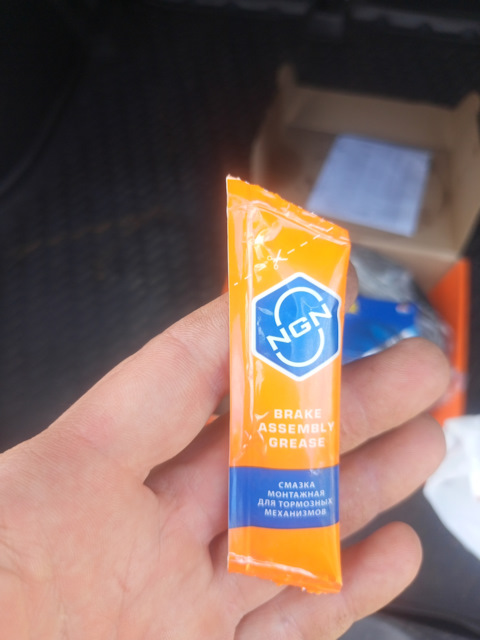 NGN
BRAKE
ASSEMBLY
GREASE
СМАЗКА
МОНТАЖНАЯ
ДЛЯ ТОРМОЗНЫХ
МЕХАНИЗМОВ